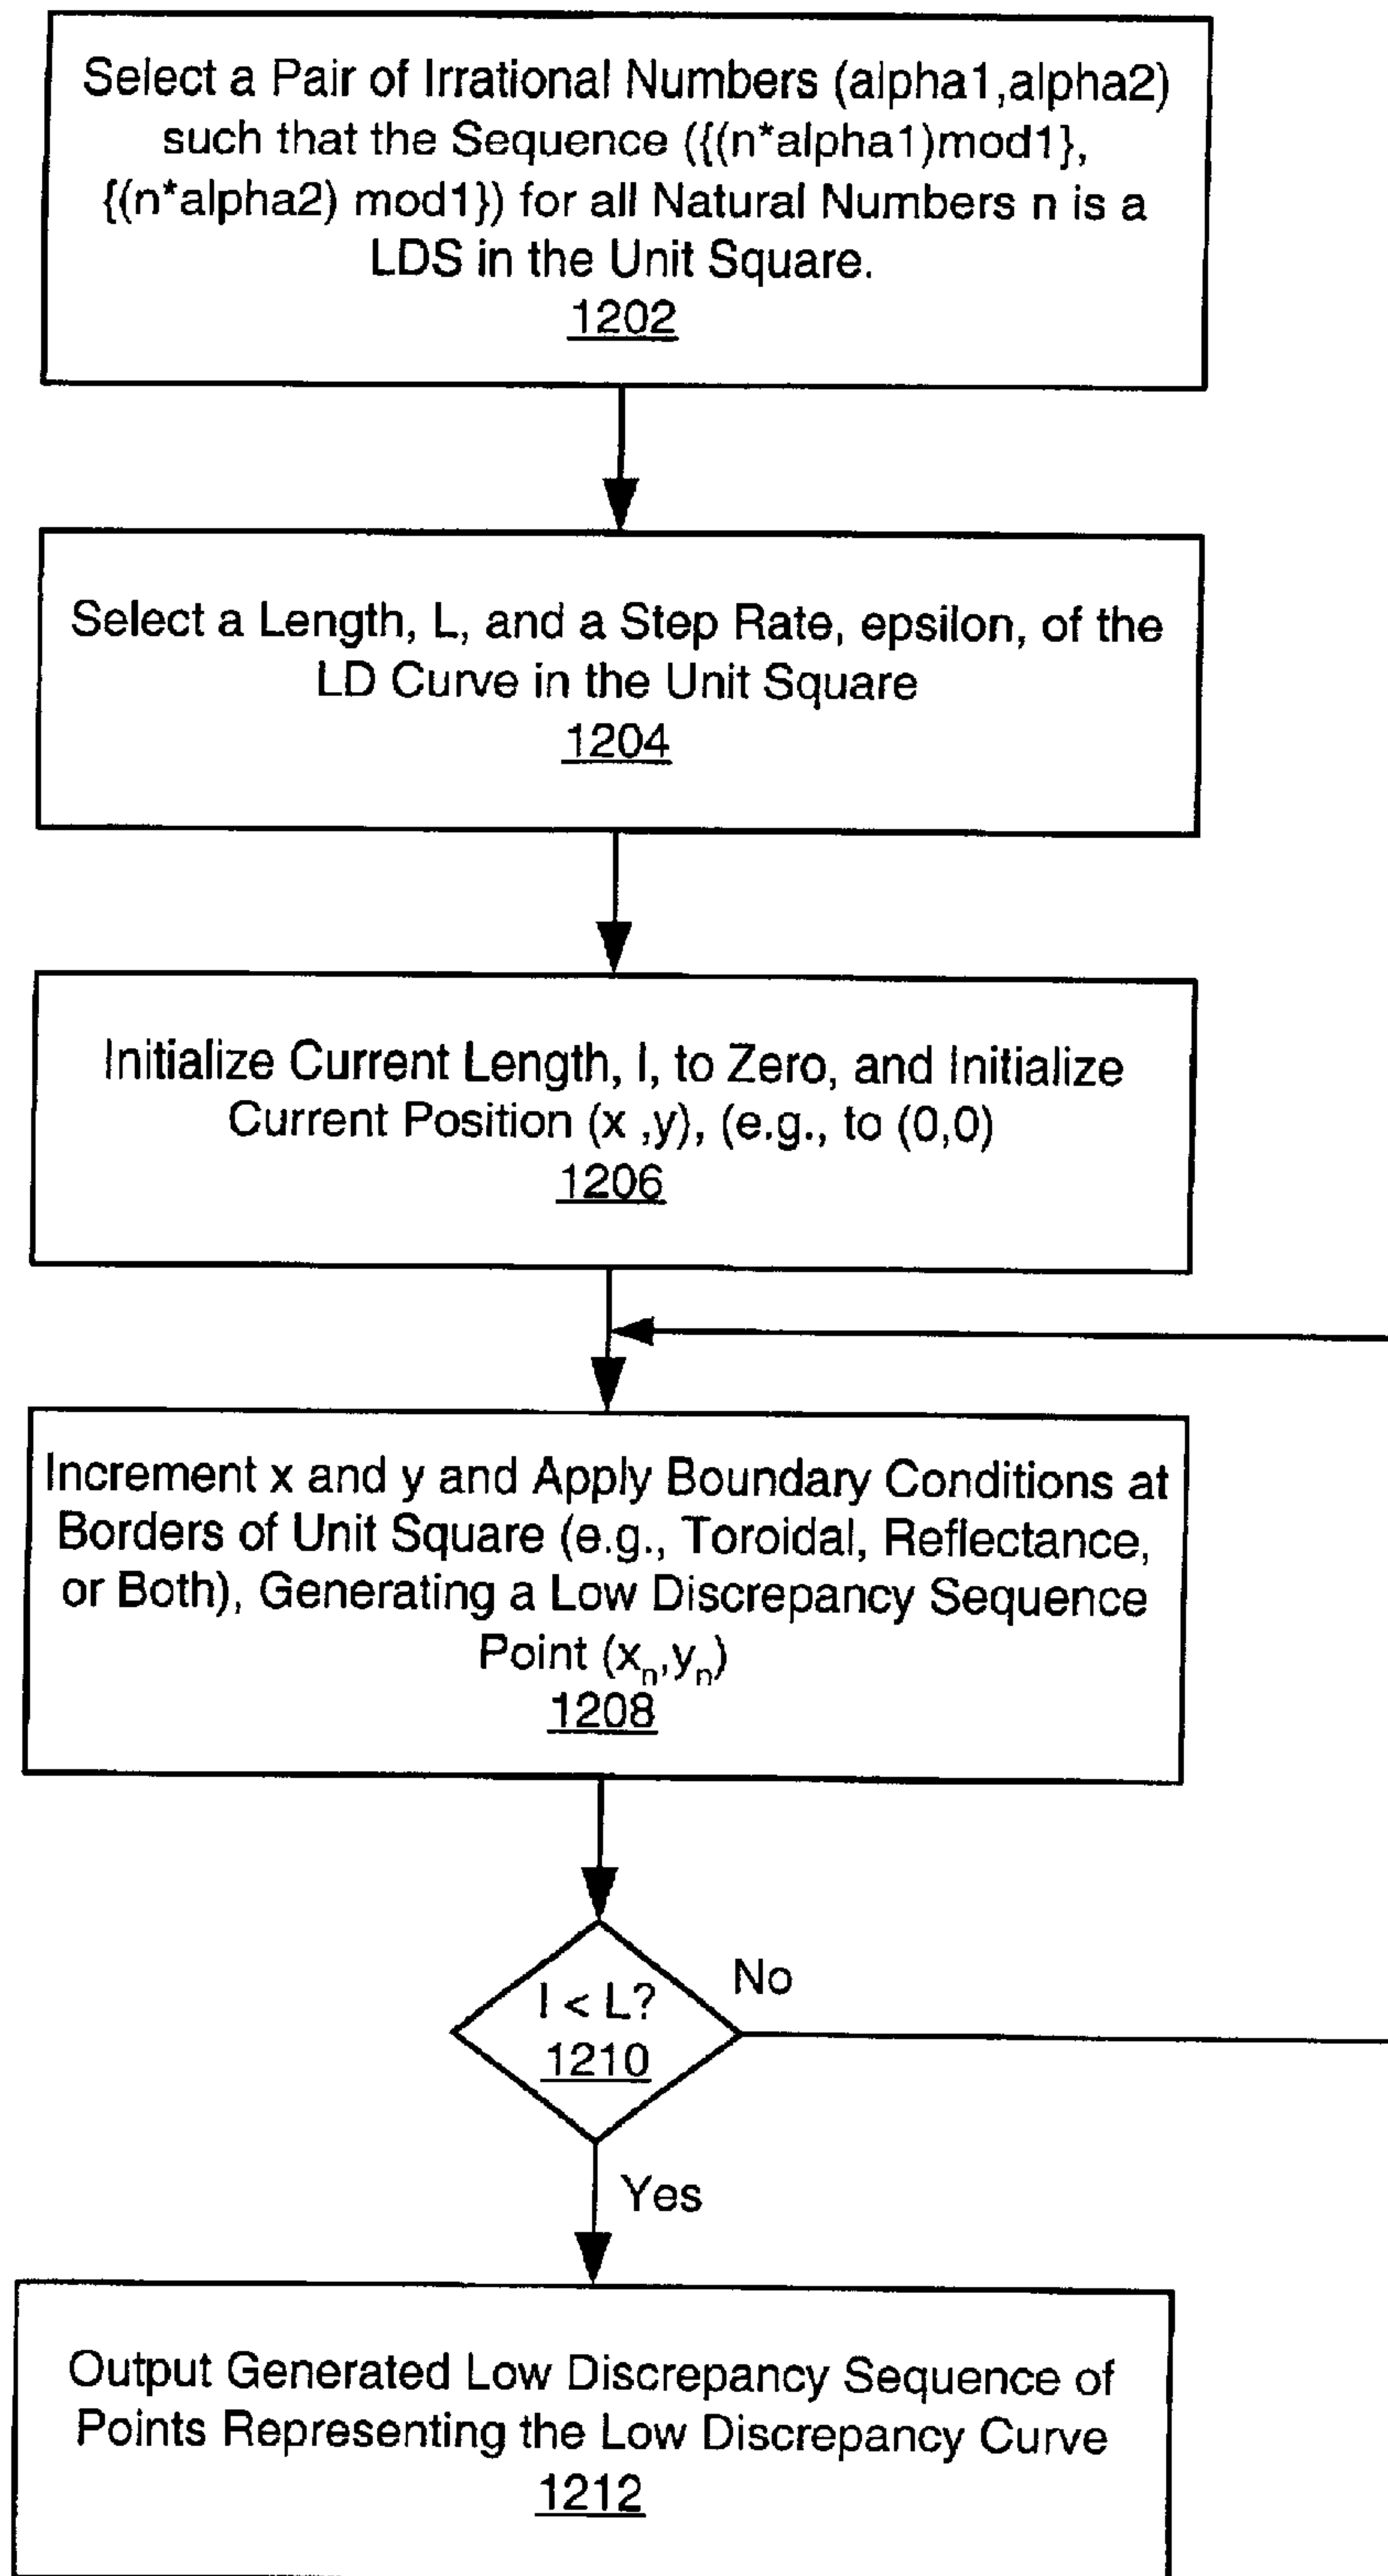 Select a Pair of Irrational Numbers (alpha1,alpha2)
such that the Sequence ({(n*alpha1)mod1},
{(n*alpha2) mod1}) for all Natural Numbers n is a
LDS in the Unit Square.
1202
Select a Length, L, and a Step Rate, epsilon, of the
LD Curve in the Unit Square
1204
Initialize Current Length, l, to Zero, and Initialize
Current Position (x ,y), (e.g., to (0,0)
1206
Increment x and y and Apply Boundary Conditions at
Borders of Unit Square (e.g., Toroidal, Reflectance,
or Both), Generating a Low Discrepancy Sequence
Point (xₙ,yₙ)
1208
No
l < L?
1210
Yes
Output Generated Low Discrepancy Sequence of
Points Representing the Low Discrepancy Curve
1212